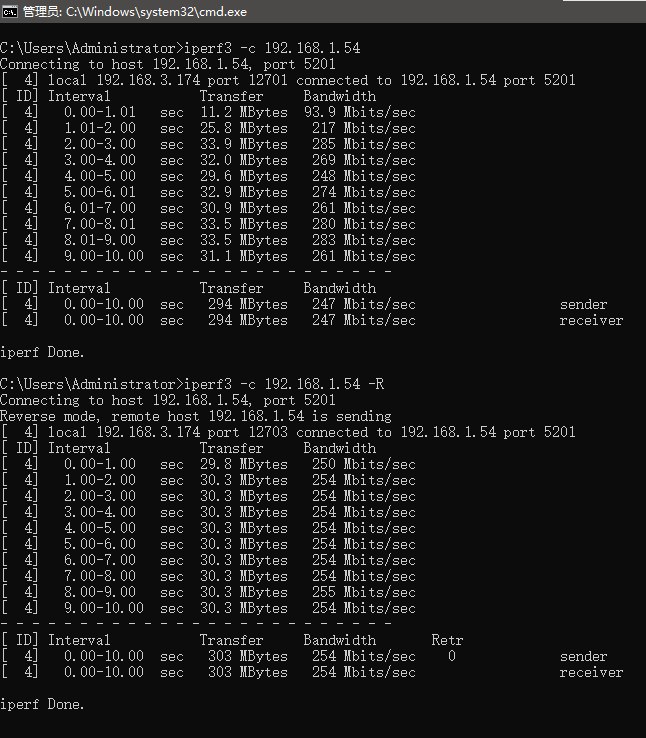 管理员: C:\Windows\system32\cmd.exe
C:\Users\Administrator>iperf3 -c 192.168.1.54
Connecting to host 192.168.1.54, port 5201
[  4] local 192.168.3.174 port 12701 connected to 192.168.1.54 port 5201
[ ID] Interval           Transfer     Bandwidth
[  4]   0.00-1.01   sec  11.2 MBytes  93.9 Mbits/sec
[  4]   1.01-2.00   sec  25.8 MBytes   217 Mbits/sec
[  4]   2.00-3.00   sec  33.9 MBytes   285 Mbits/sec
[  4]   3.00-4.00   sec  32.0 MBytes   269 Mbits/sec
[  4]   4.00-5.00   sec  29.6 MBytes   248 Mbits/sec
[  4]   5.00-6.01   sec  32.9 MBytes   274 Mbits/sec
[  4]   6.01-7.00   sec  30.9 MBytes   261 Mbits/sec
[  4]   7.00-8.01   sec  33.5 MBytes   280 Mbits/sec
[  4]   8.01-9.00   sec  33.5 MBytes   283 Mbits/sec
[  4]   9.00-10.00  sec  31.1 MBytes   261 Mbits/sec
- - - - - - - - - - - - - - - - - - - - - - - - -
[ ID] Interval           Transfer     Bandwidth
[  4]   0.00-10.00  sec   294 MBytes   247 Mbits/sec                  sender
[  4]   0.00-10.00  sec   294 MBytes   247 Mbits/sec                  receiver
iperf Done.
C:\Users\Administrator>iperf3 -c 192.168.1.54 -R
Connecting to host 192.168.1.54, port 5201
Reverse mode, remote host 192.168.1.54 is sending
[  4] local 192.168.3.174 port 12703 connected to 192.168.1.54 port 5201
[ ID] Interval           Transfer     Bandwidth
[  4]   0.00-1.00   sec  29.8 MBytes   250 Mbits/sec
[  4]   1.00-2.00   sec  30.3 MBytes   254 Mbits/sec
[  4]   2.00-3.00   sec  30.3 MBytes   254 Mbits/sec
[  4]   3.00-4.00   sec  30.3 MBytes   254 Mbits/sec
[  4]   4.00-5.00   sec  30.3 MBytes   254 Mbits/sec
[  4]   5.00-6.00   sec  30.3 MBytes   254 Mbits/sec
[  4]   6.00-7.00   sec  30.3 MBytes   254 Mbits/sec
[  4]   7.00-8.00   sec  30.3 MBytes   254 Mbits/sec
[  4]   8.00-9.00   sec  30.3 MBytes   255 Mbits/sec
[  4]   9.00-10.00  sec  30.3 MBytes   254 Mbits/sec
- - - - - - - - - - - - - - - - - - - - - - - - -
[ ID] Interval           Transfer     Bandwidth       Retr
[  4]   0.00-10.00  sec   303 MBytes   254 Mbits/sec    0             sender
[  4]   0.00-10.00  sec   303 MBytes   254 Mbits/sec                  receiver
iperf Done.